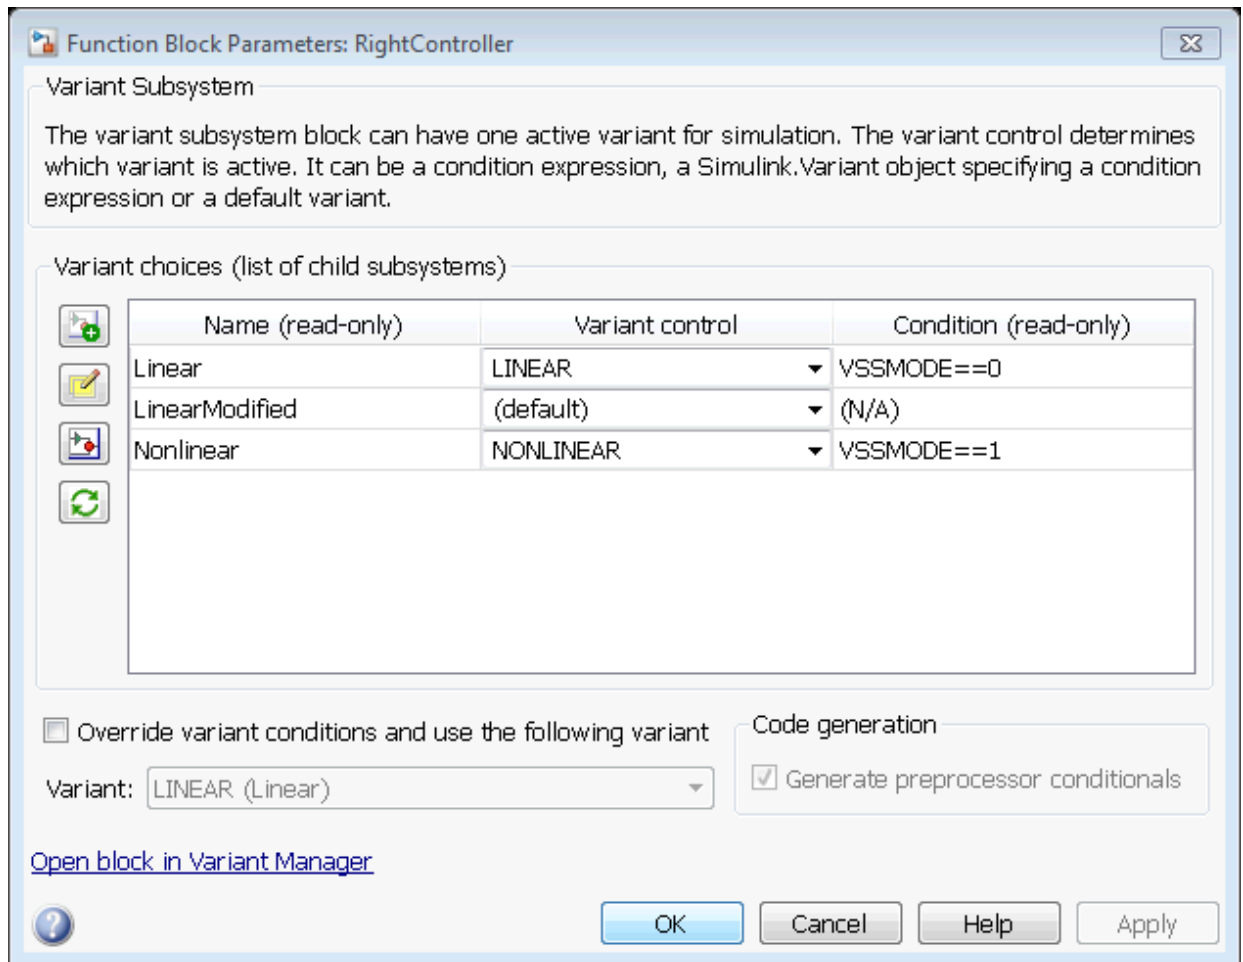 Function Block Parameters: RightController
Variant Subsystem
The variant subsystem block can have one active variant for simulation. The variant control determines
which variant is active. It can be a condition expression, a Simulink.Variant object specifying a condition
expression or a default variant.
Variant choices (list of child subsystems)
Name (read-only) Variant control Condition (read-only)
Linear LINEAR VSSMODE==0
LinearModified (default) (N/A)
Nonlinear NONLINEAR VSSMODE==1
Override variant conditions and use the following variant
Variant: LINEAR (Linear)
Code generation
Generate preprocessor conditionals
Open block in Variant Manager
OK Cancel Help Apply